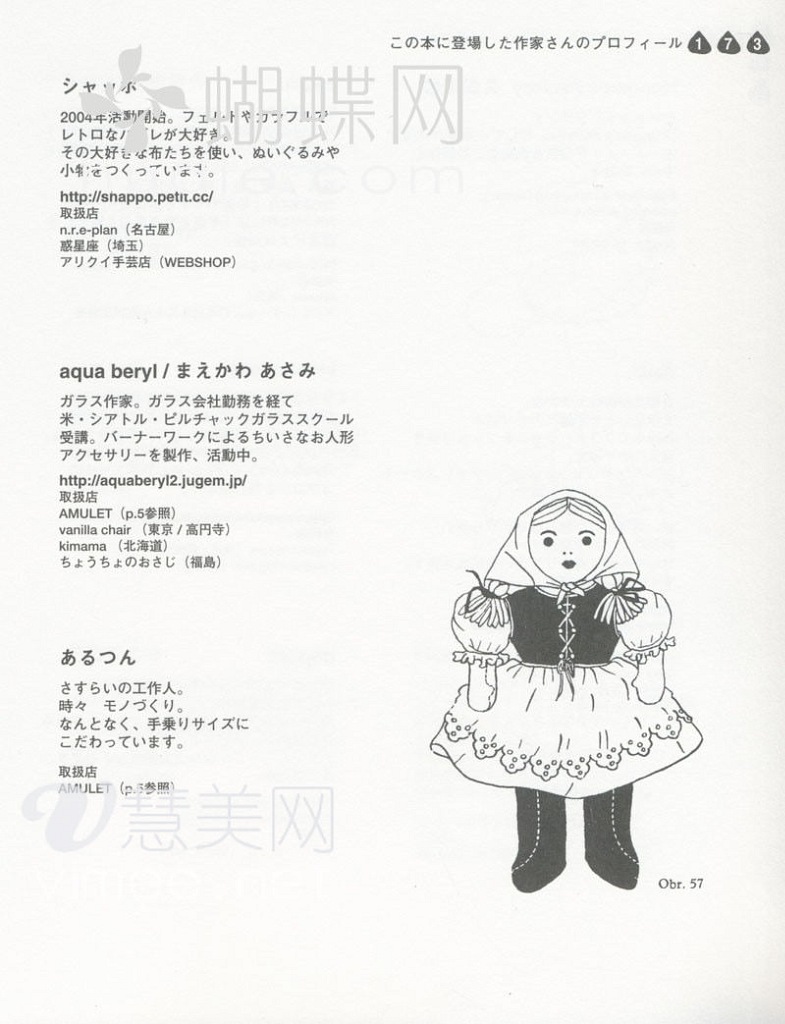 この本に登場した作家さんのプロフィール 1 7 3
シャッポ
2004年活動開始。フェルトやカラフルで
レトロなハギレが大好き。
その大好きな布たちを使い、ぬいぐるみや
小物をつくっています。
http://shappo.petit.cc/
取扱店
n.r.e-plan（名古屋）
惑星座（埼玉）
アリクイ手芸店（WEBSHOP）
aqua beryl / まえかわ あさみ
ガラス作家。ガラス会社勤務を経て
米・シアトル・ピルチャックガラススクール
受講。バーナーワークによるちいさなお人形
アクセサリーを製作、活動中。
http://aquaberyl2.jugem.jp/
取扱店
AMULET（p.5参照）
vanilla chair （東京 / 高円寺）
kimama （北海道）
ちょうちょのおさじ（福島）
あるつん
さすらいの工作人。
時々　モノづくり。
なんとなく、手乗りサイズに
こだわっています。
取扱店
AMULET（p.5参照）
Obr. 57
蝴蝶网
慧美网